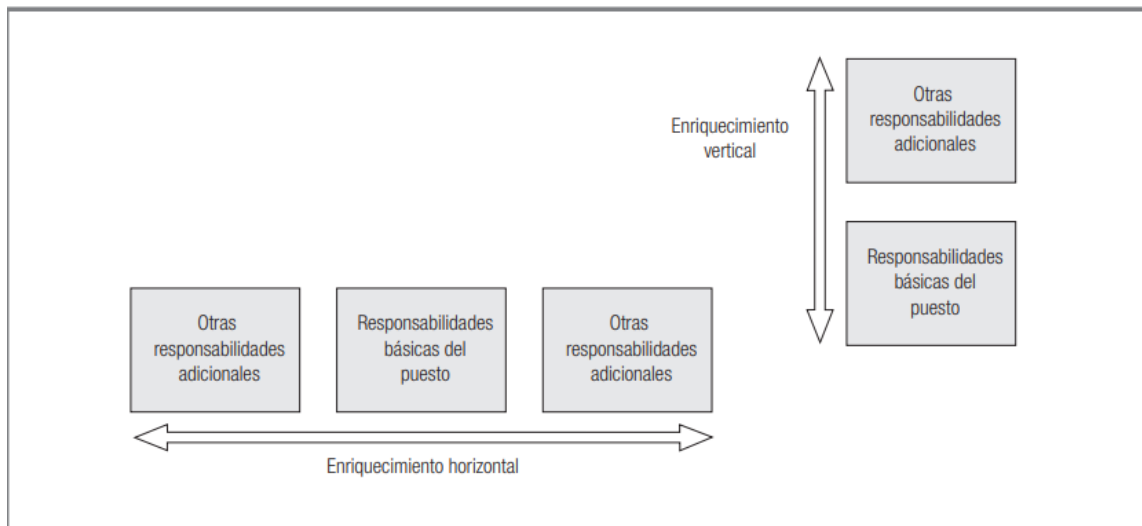 Otras
responsabilidades
adicionales
Enriquecimiento
vertical
Responsabilidades
básicas del
puesto
Otras
responsabilidades
adicionales
Responsabilidades
básicas del
puesto
Otras
responsabilidades
adicionales
Enriquecimiento horizontal